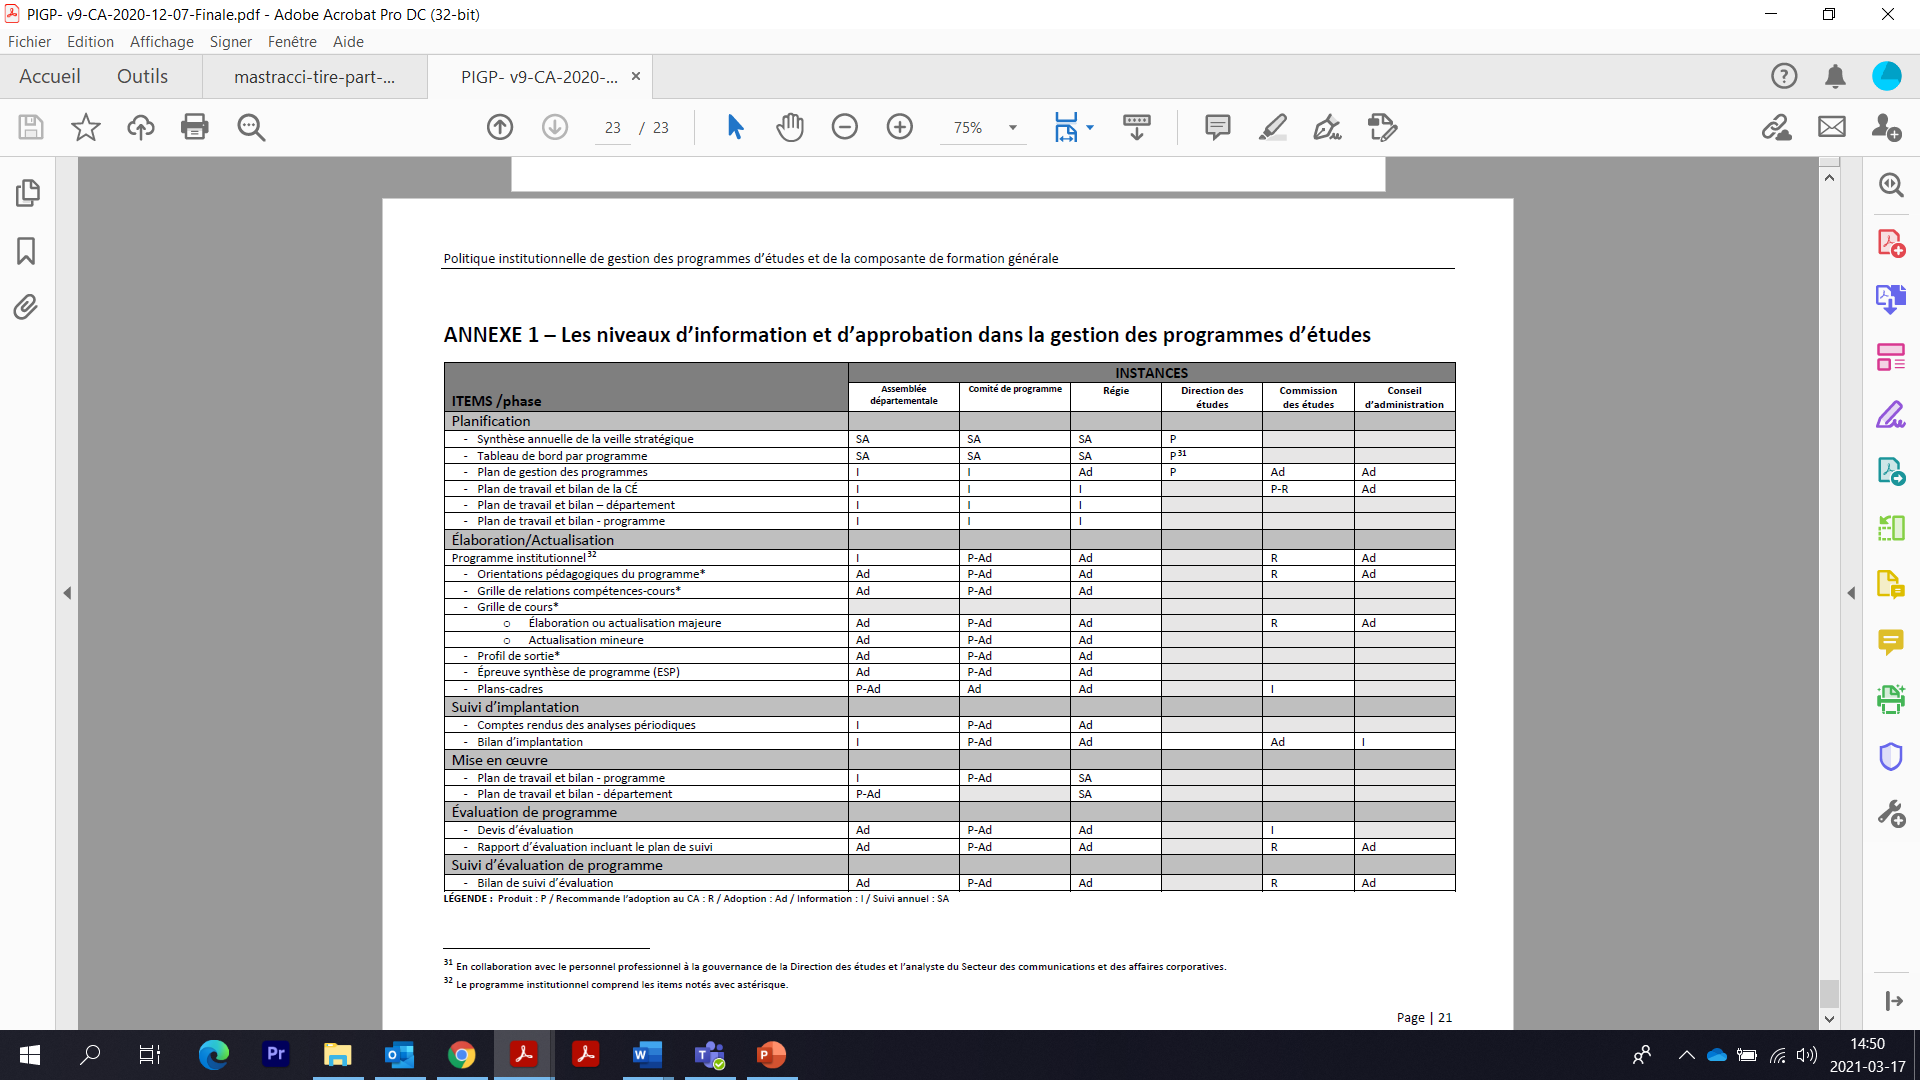 PIGP- v9-CA-2020-12-07-Finale.pdf - Adobe Acrobat Pro DC (32-bit)
Fichier Edition Affichage Signer Fenêtre Aide
Accueil Outils mastracci-tire-part-... PIGP- v9-CA-2020-... ×
23 / 23 75%
Politique institutionnelle de gestion des programmes d'études et de la composante de formation générale
ANNEXE 1 – Les niveaux d'information et d'approbation dans la gestion des programmes d'études
INSTANCES
ITEMS /phase Assemblée départementale Comité de programme Régie Direction des études Commission des études Conseil d'administration
Planification
- Synthèse annuelle de la veille stratégique SA SA SA P
- Tableau de bord par programme SA SA SA P31
- Plan de gestion des programmes I I Ad P Ad Ad
- Plan de travail et bilan de la CÉ I I I P-R Ad
- Plan de travail et bilan – département I I I
- Plan de travail et bilan - programme I I I
Élaboration/Actualisation
Programme institutionnel32 I P-Ad Ad R Ad
- Orientations pédagogiques du programme* Ad P-Ad Ad R Ad
- Grille de relations compétences-cours* Ad P-Ad Ad
- Grille de cours*
o Élaboration ou actualisation majeure Ad P-Ad Ad R Ad
o Actualisation mineure Ad P-Ad Ad
- Profil de sortie* Ad P-Ad Ad
- Épreuve synthèse de programme (ESP) Ad P-Ad Ad
- Plans-cadres P-Ad Ad Ad I
Suivi d'implantation
- Comptes rendus des analyses périodiques I P-Ad Ad
- Bilan d'implantation I P-Ad Ad Ad I
Mise en œuvre
- Plan de travail et bilan - programme I P-Ad SA
- Plan de travail et bilan - département P-Ad SA
Évaluation de programme
- Devis d'évaluation Ad P-Ad Ad I
- Rapport d'évaluation incluant le plan de suivi Ad P-Ad Ad R Ad
Suivi d'évaluation de programme
- Bilan de suivi d'évaluation Ad P-Ad Ad R Ad
LÉGENDE : Produit : P / Recommande l'adoption au CA : R / Adoption : Ad / Information : I / Suivi annuel : SA
31 En collaboration avec le personnel professionnel à la gouvernance de la Direction des études et l'analyste du Secteur des communications et des affaires corporatives.
32 Le programme institutionnel comprend les items notés avec astérisque.
Page | 21
Pr
14:50
2021-03-17